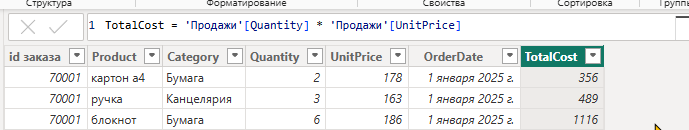 Структура Форматирование Свойства Сортировка
1 TotalCost = 'Продажи'[Quantity] * 'Продажи'[UnitPrice]
id заказа Product Category Quantity UnitPrice OrderDate TotalCost
70001 картон а4 Бумага 2 178 1 января 2025 г. 356
70001 ручка Канцелярия 3 163 1 января 2025 г. 489
70001 блокнот Бумага 6 186 1 января 2025 г. 1116